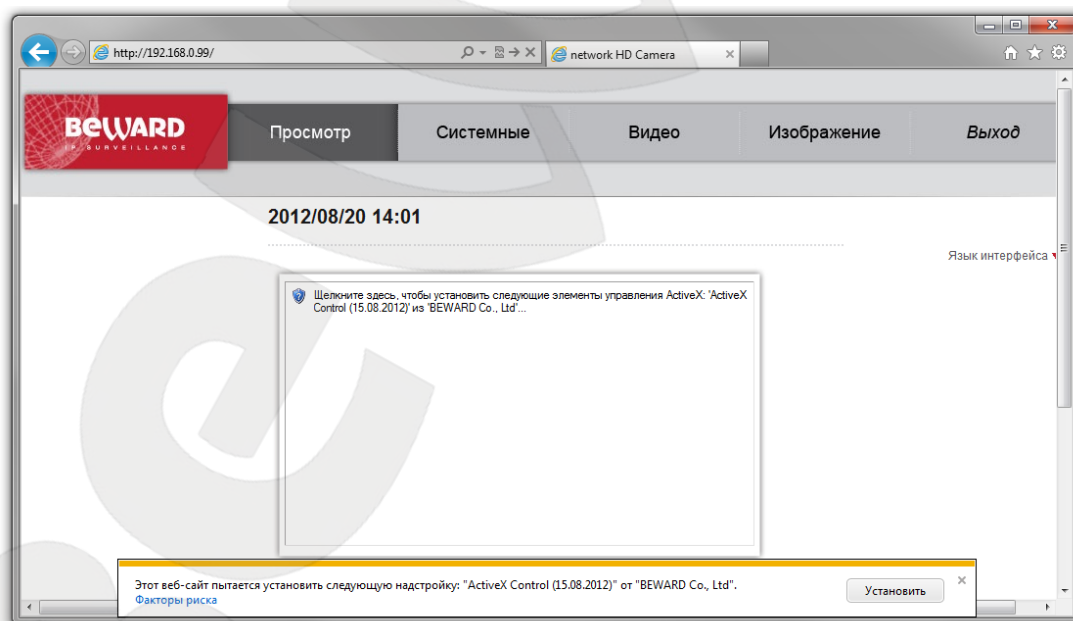 http://192.168.0.99/
network HD Camera
BEWARD
IP SURVEILLANCE
Просмотр
Системные
Видео
Изображение
Выход
2012/08/20 14:01
Язык интерфейса
Щелкните здесь, чтобы установить следующие элементы управления ActiveX: 'ActiveX
Control (15.08.2012)' из 'BEWARD Co., Ltd'...
Этот веб-сайт пытается установить следующую надстройку: "ActiveX Control (15.08.2012)" от "BEWARD Co., Ltd".
Факторы риска
Установить